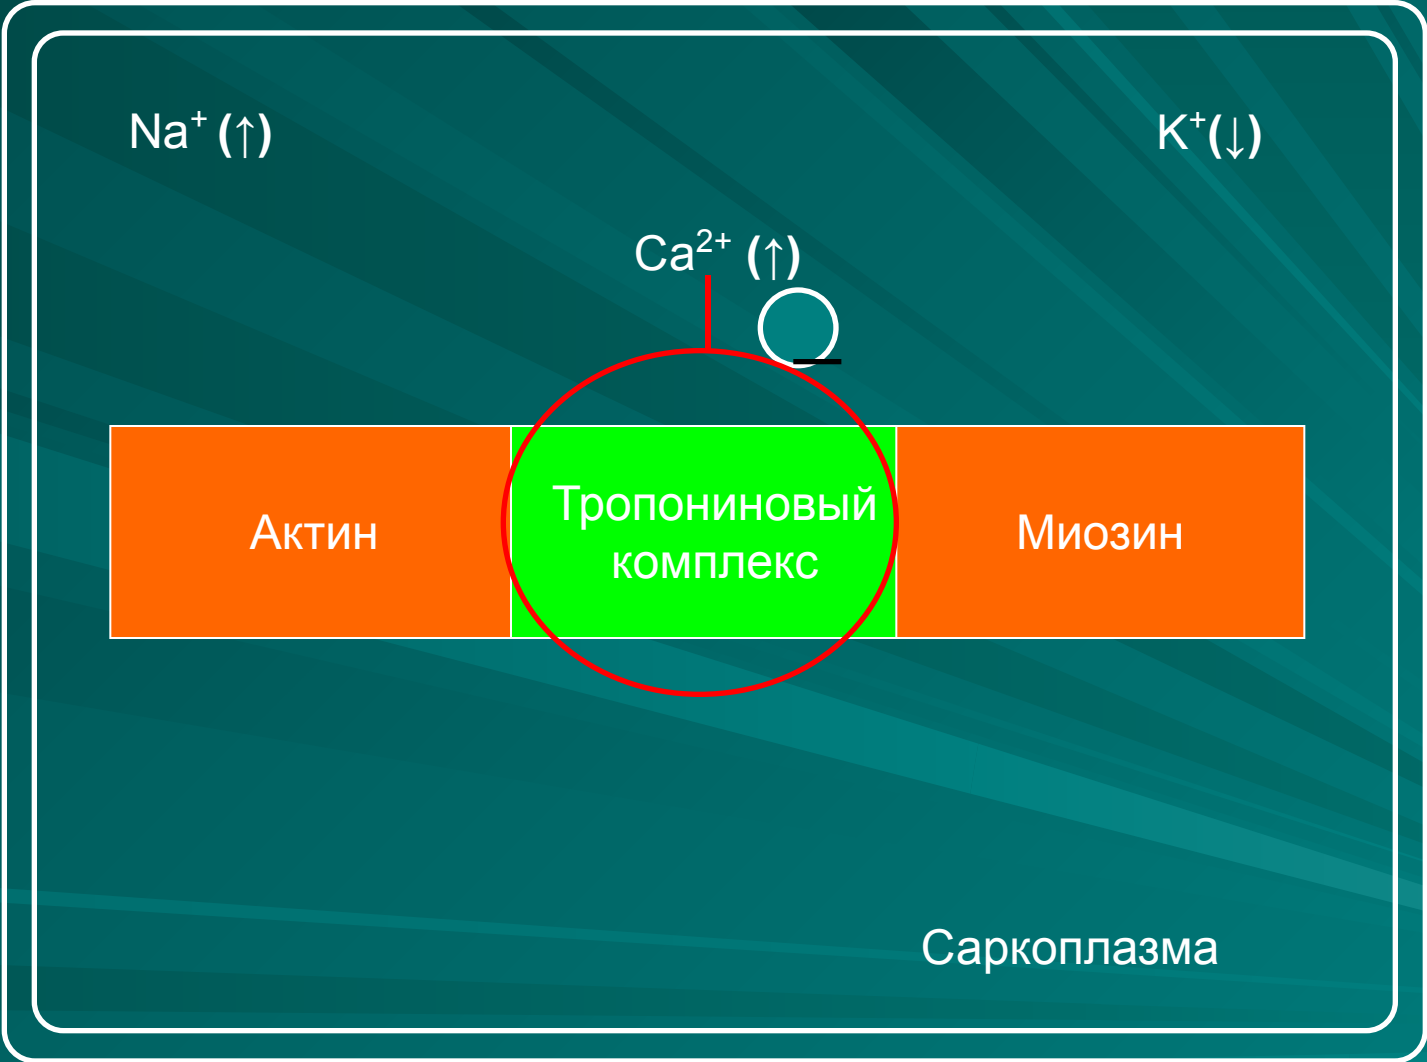 Na⁺ (↑)
K⁺(↓)
Ca²⁺ (↑)
Актин
Тропониновый
комплекс
Миозин
Саркоплазма